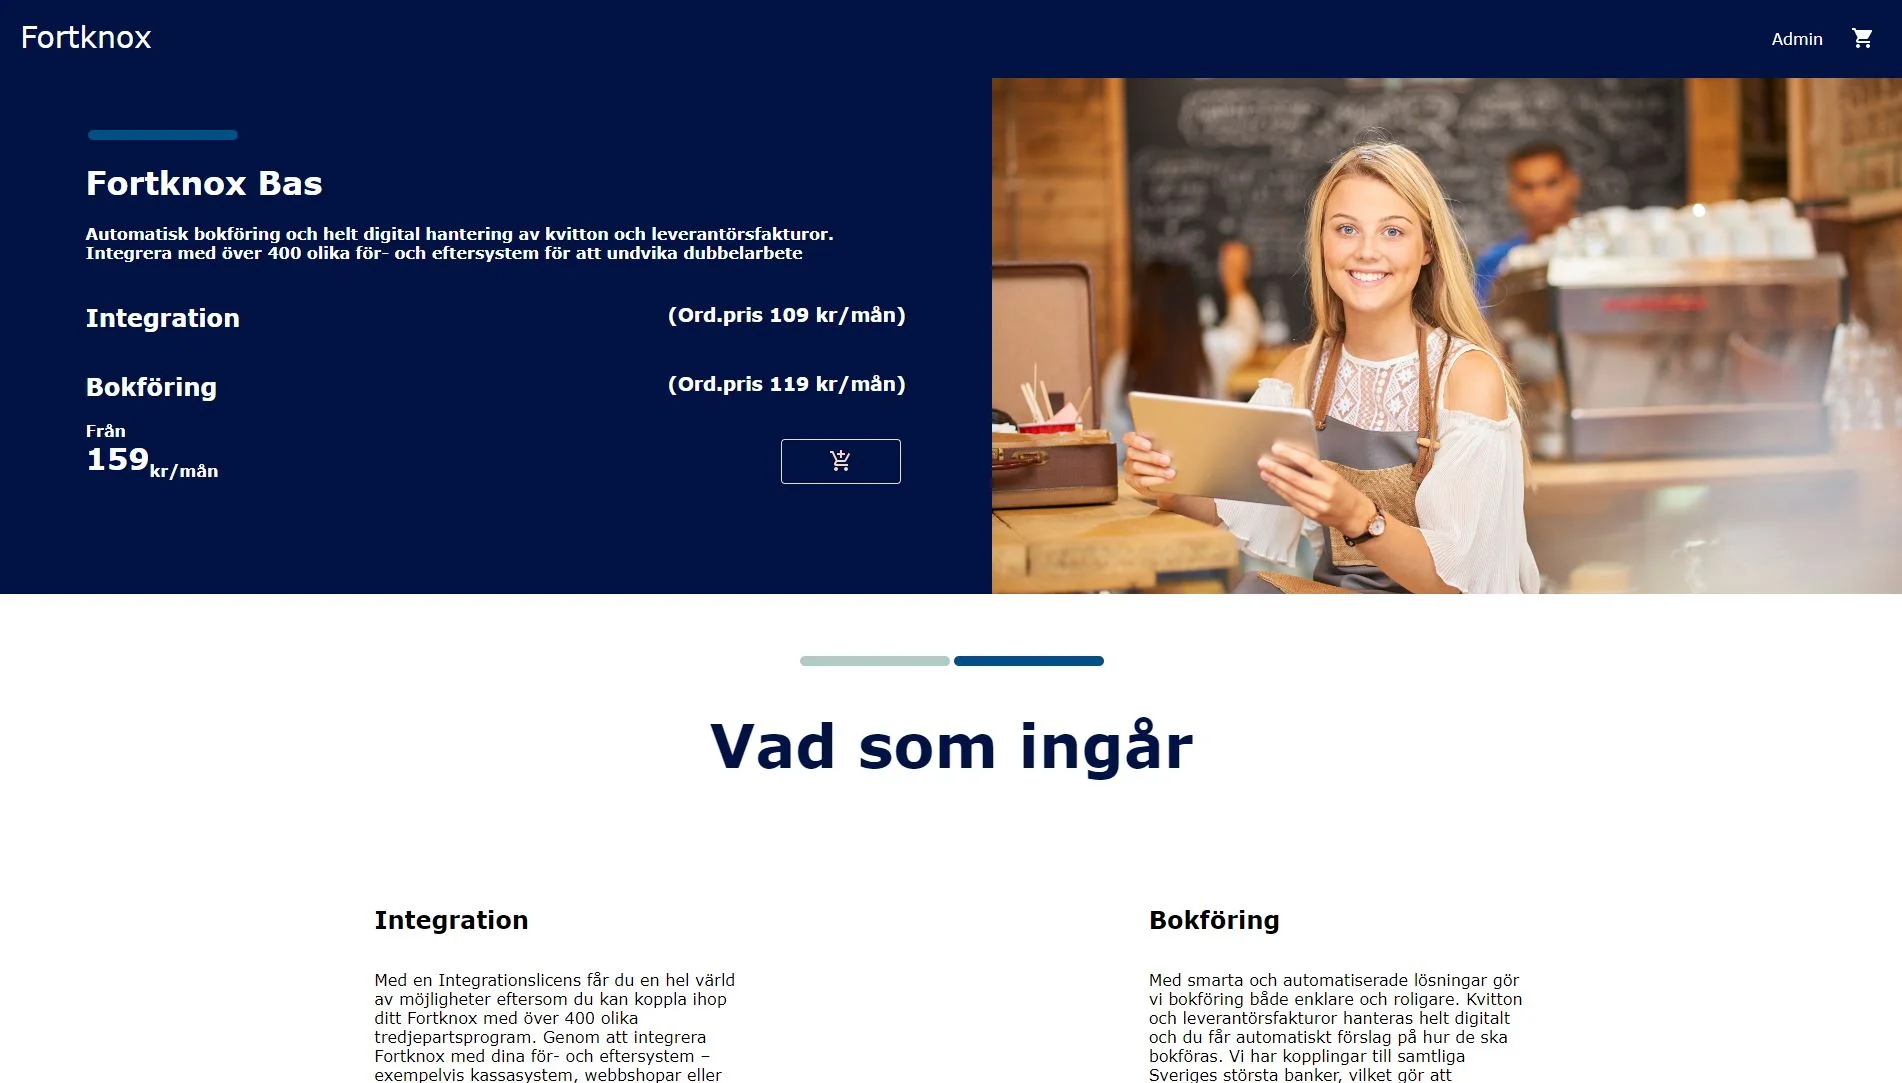 Fortknox
Admin
Fortknox Bas
Automatisk bokföring och helt digital hantering av kvitton och leverantörsfakturor.
Integrera med över 400 olika för- och eftersystem för att undvika dubbelarbete
Integration
(Ord.pris 109 kr/mån)
Bokföring
(Ord.pris 119 kr/mån)
Från
159kr/mån
Vad som ingår
Integration
Med en Integrationslicens får du en hel värld
av möjligheter eftersom du kan koppla ihop
ditt Fortknox med över 400 olika
tredjepartsprogram. Genom att integrera
Fortknox med dina för- och eftersystem –
exempelvis kassasystem, webbshopar eller
Bokföring
Med smarta och automatiserade lösningar gör
vi bokföring både enklare och roligare. Kvitton
och leverantörsfakturor hanteras helt digitalt
och du får automatiskt förslag på hur de ska
bokföras. Vi har kopplingar till samtliga
Sveriges största banker, vilket gör att